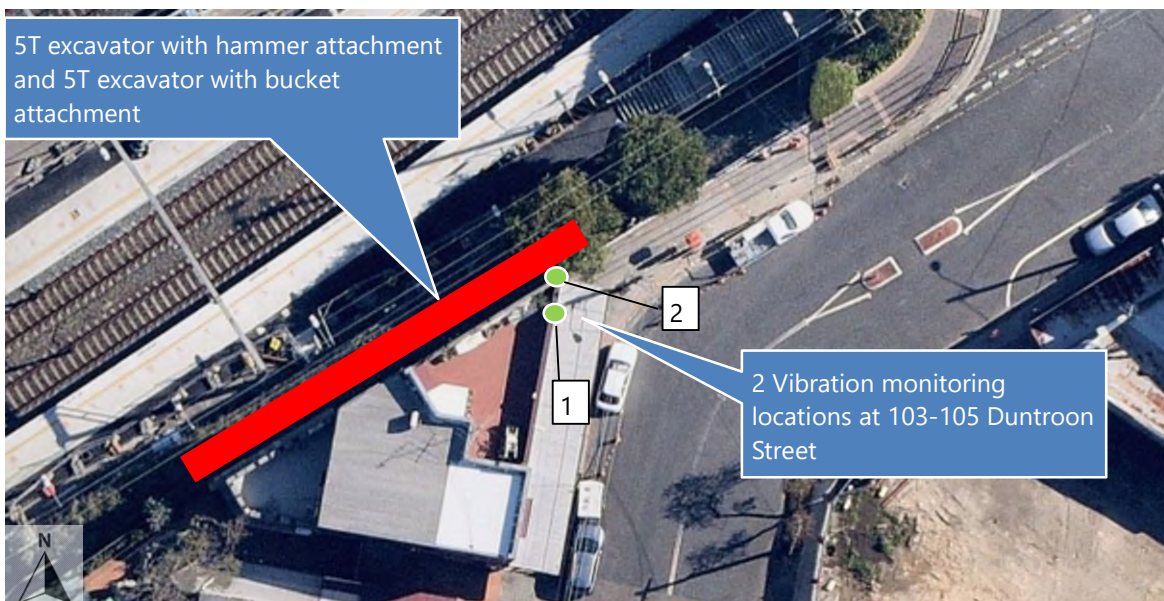 5T excavator with hammer attachment
and 5T excavator with bucket
attachment
2
1
2 Vibration monitoring
locations at 103-105 Duntroon
Street
N